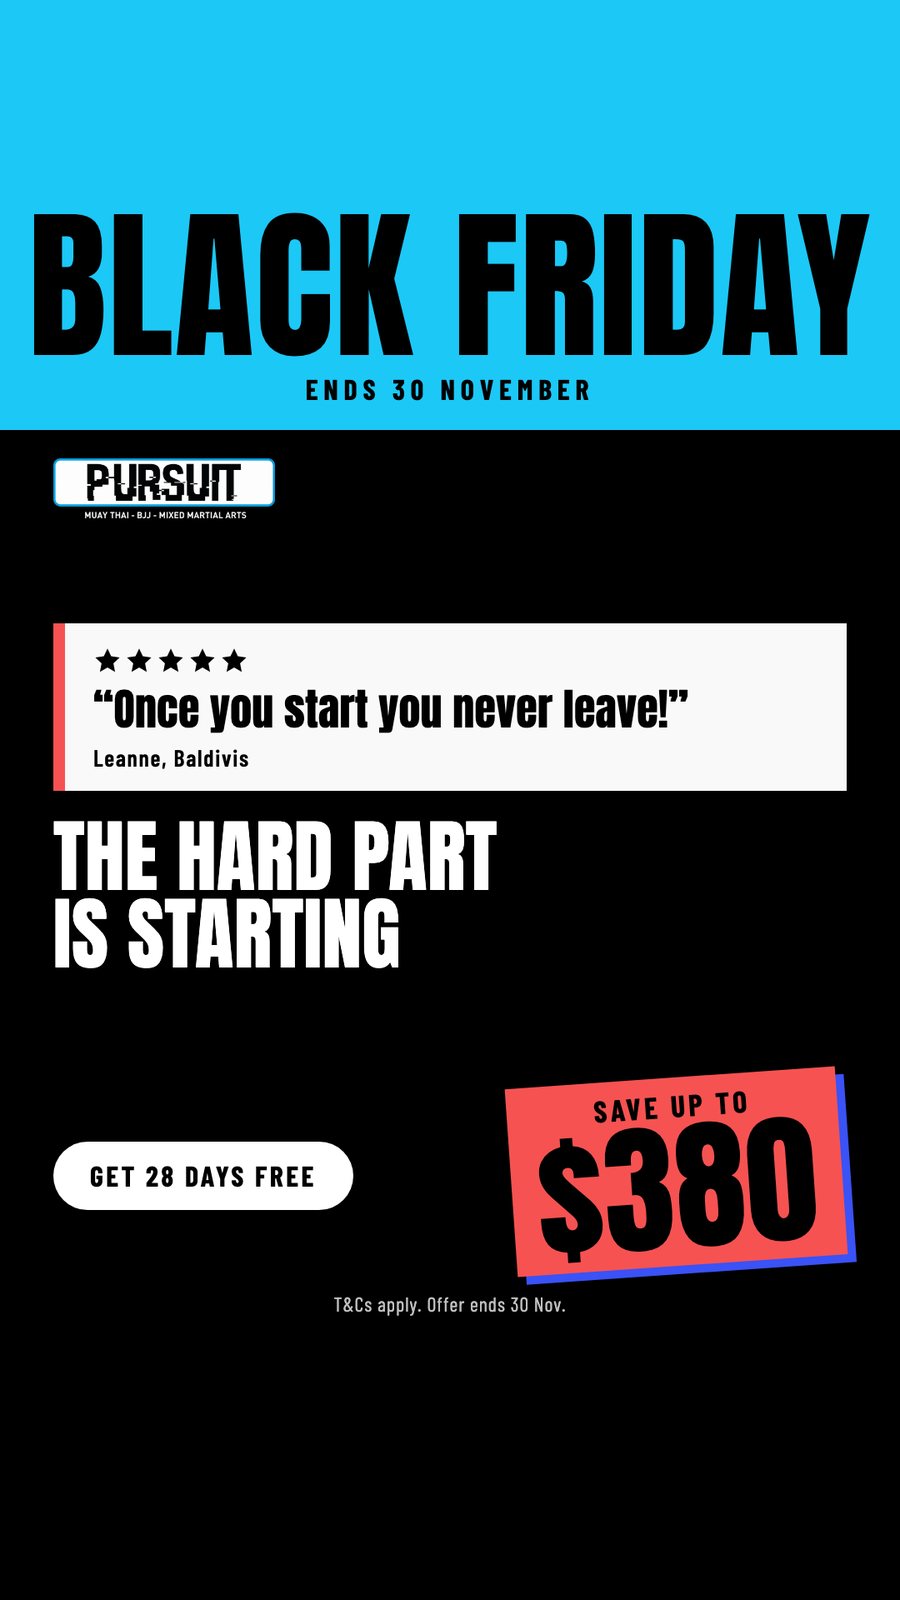 BLACK FRIDAY
ENDS 30 NOVEMBER
PURSUIT
MUAY THAI - BJJ - MIXED MARTIAL ARTS
★★★★★
“Once you start you never leave!”
Leanne, Baldivis
THE HARD PART
IS STARTING
SAVE UP TO
$380
GET 28 DAYS FREE
T&Cs apply. Offer ends 30 Nov.